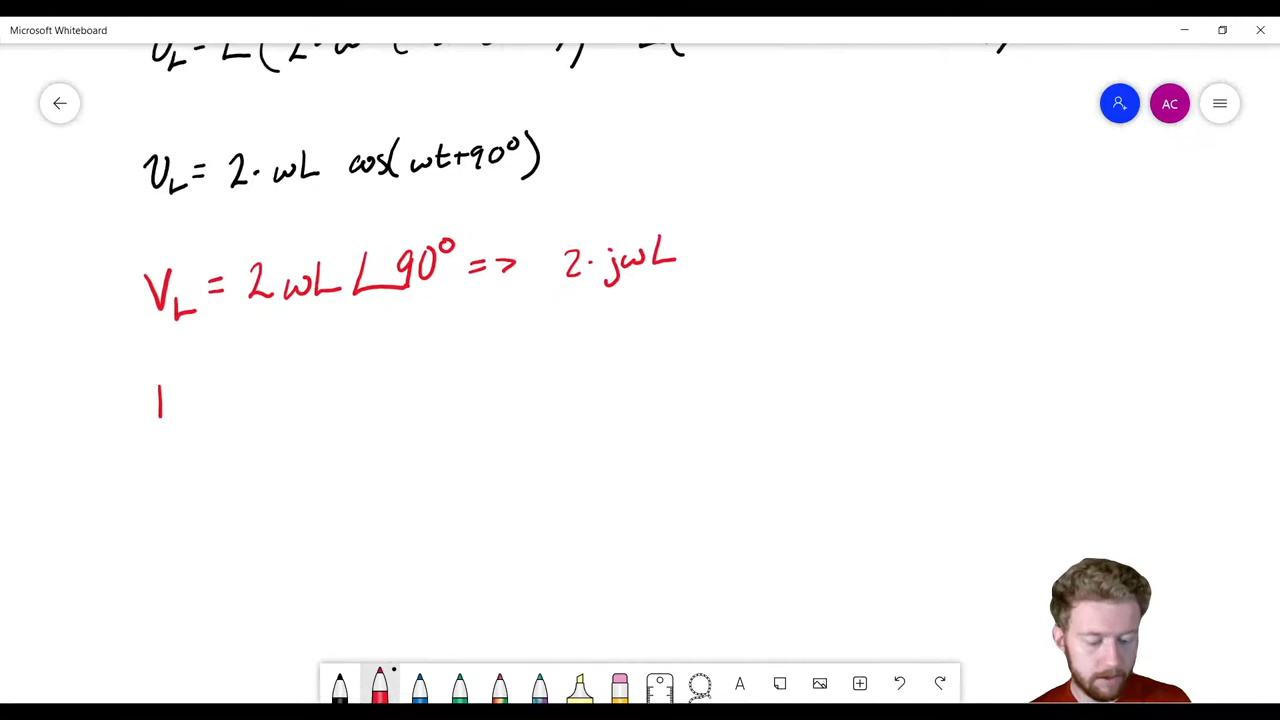 Microsoft Whiteboard
AC
v_L = 2· ωL cos(ωt+90°)
V_L = 2ωL ∠90° => 2· jωL
I
A